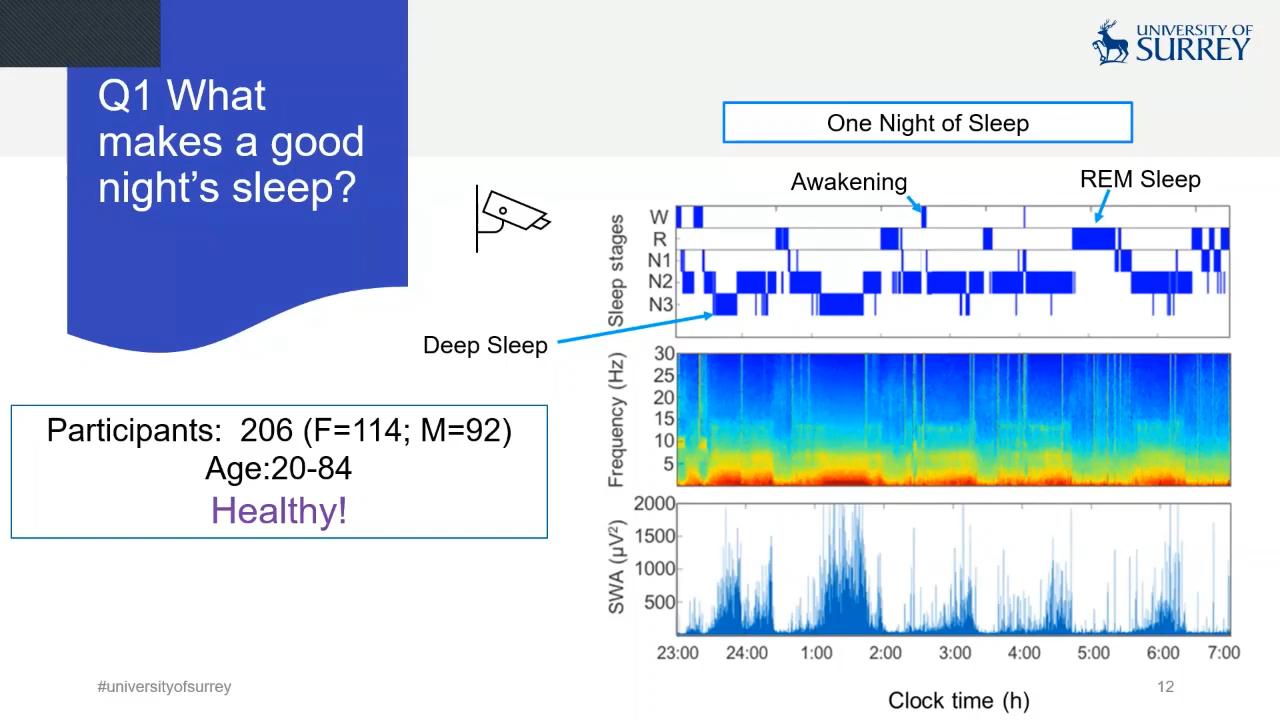 Q1 What
makes a good
night’s sleep?
UNIVERSITY OF
SURREY
One Night of Sleep
Awakening
REM Sleep
Deep Sleep
Sleep stages
W
R
N1
N2
N3
Participants: 206 (F=114; M=92)
Age:20-84
Healthy!
Frequency (Hz)
30
25
20
15
10
5
SWA (µV²)
2000
1500
1000
500
23:00 24:00 1:00 2:00 3:00 4:00 5:00 6:00 7:00
Clock time (h)
#universityofsurrey
12